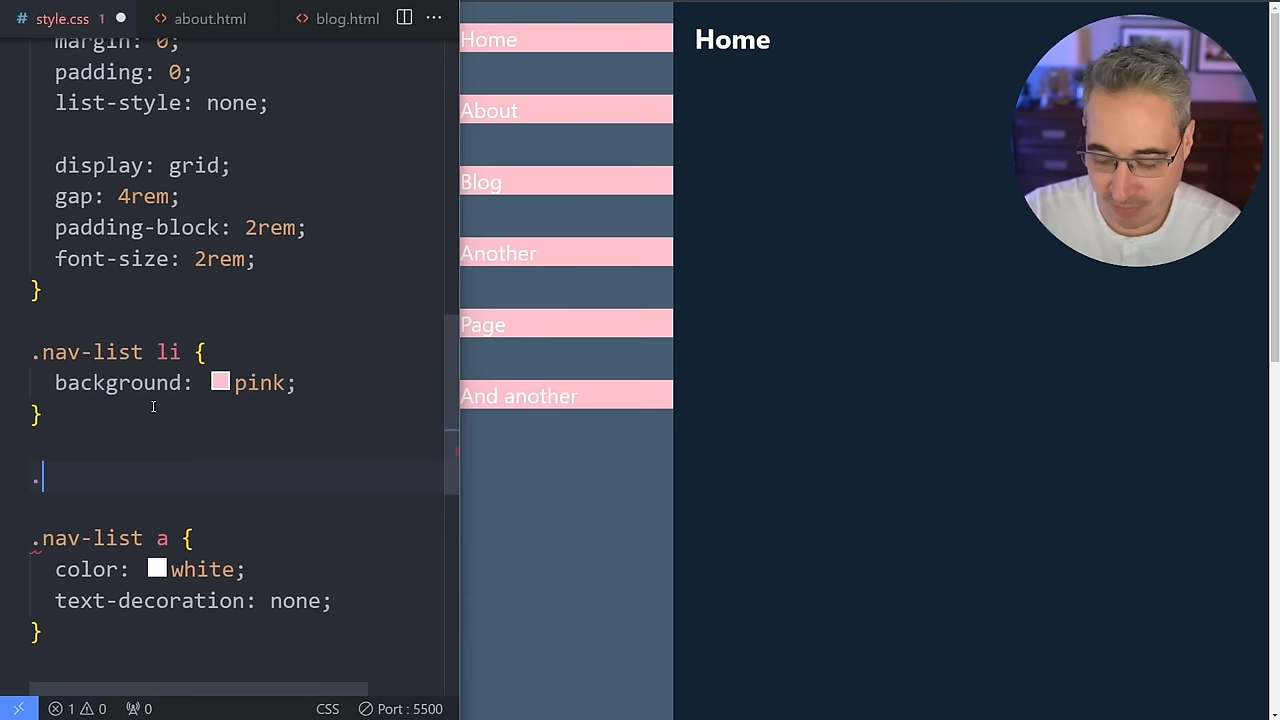 # style.css 1
<> about.html
<> blog.html
margin: 0;
padding: 0;
list-style: none;
display: grid;
gap: 4rem;
padding-block: 2rem;
font-size: 2rem;
}
.nav-list li {
background: pink;
}
.
.nav-list a {
color: white;
text-decoration: none;
}
1 0 0 CSS Port : 5500
Home
About
Blog
Another
Page
And another
Home